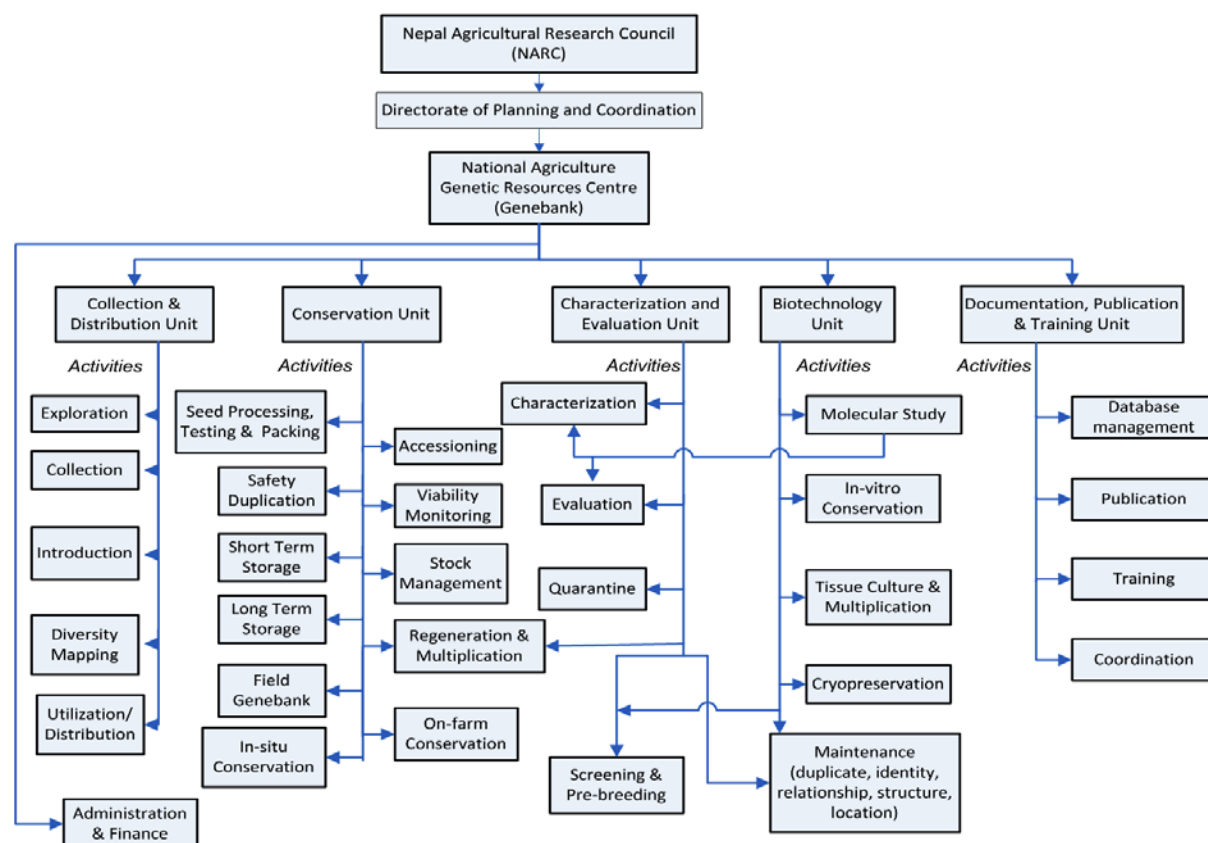 Nepal Agricultural Research Council
(NARC)
Directorate of Planning and Coordination
National Agriculture
Genetic Resources Centre
(Genebank)
Collection &
Distribution Unit
Conservation Unit
Characterization and
Evaluation Unit
Biotechnology
Unit
Documentation, Publication
& Training Unit
Activities
Activities
Activities
Activities
Activities
Exploration
Collection
Introduction
Diversity
Mapping
Utilization/
Distribution
Administration
& Finance
Seed Processing,
Testing & Packing
Safety
Duplication
Short Term
Storage
Long Term
Storage
Field
Genebank
In-situ
Conservation
Accessioning
Viability
Monitoring
Stock
Management
Regeneration &
Multiplication
On-farm
Conservation
Characterization
Evaluation
Quarantine
Screening &
Pre-breeding
Molecular Study
In-vitro
Conservation
Tissue Culture &
Multiplication
Cryopreservation
Maintenance
(duplicate, identity,
relationship, structure,
location)
Database
management
Publication
Training
Coordination